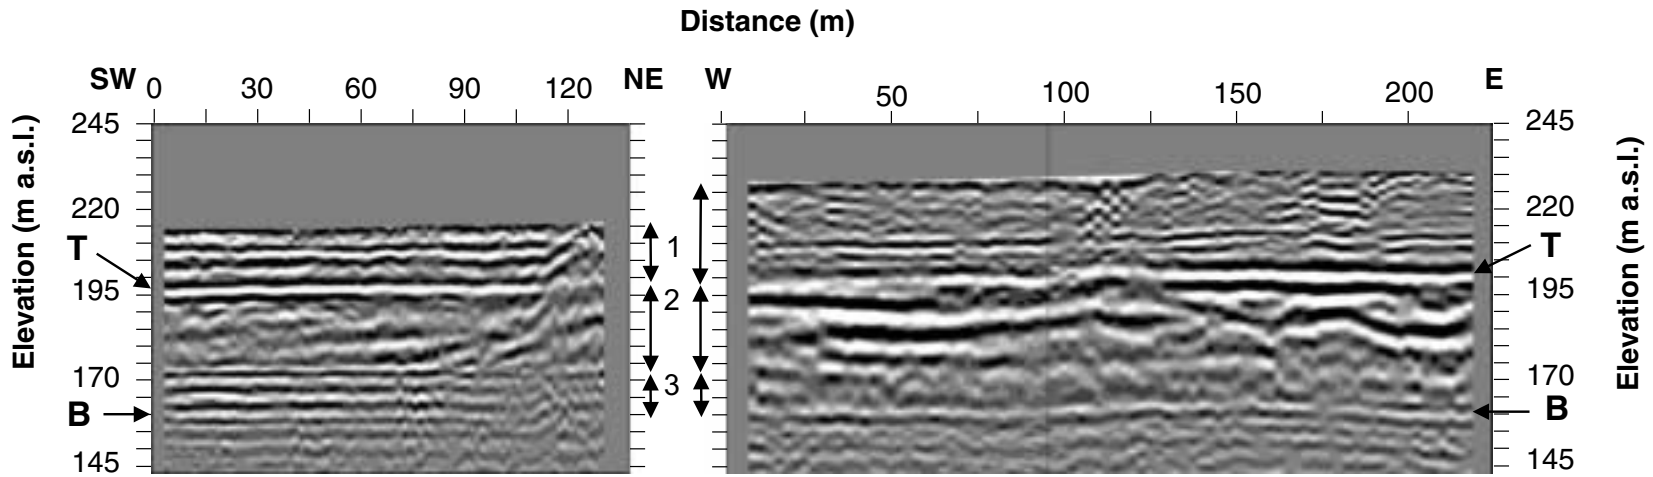 Distance (m)
SW 0 30 60 90 120 NE
W 50 100 150 200 E
Elevation (m a.s.l.)
245
220
T
195
170
B
145
1
2
3
245
220
T
195
170
B
145
Elevation (m a.s.l.)